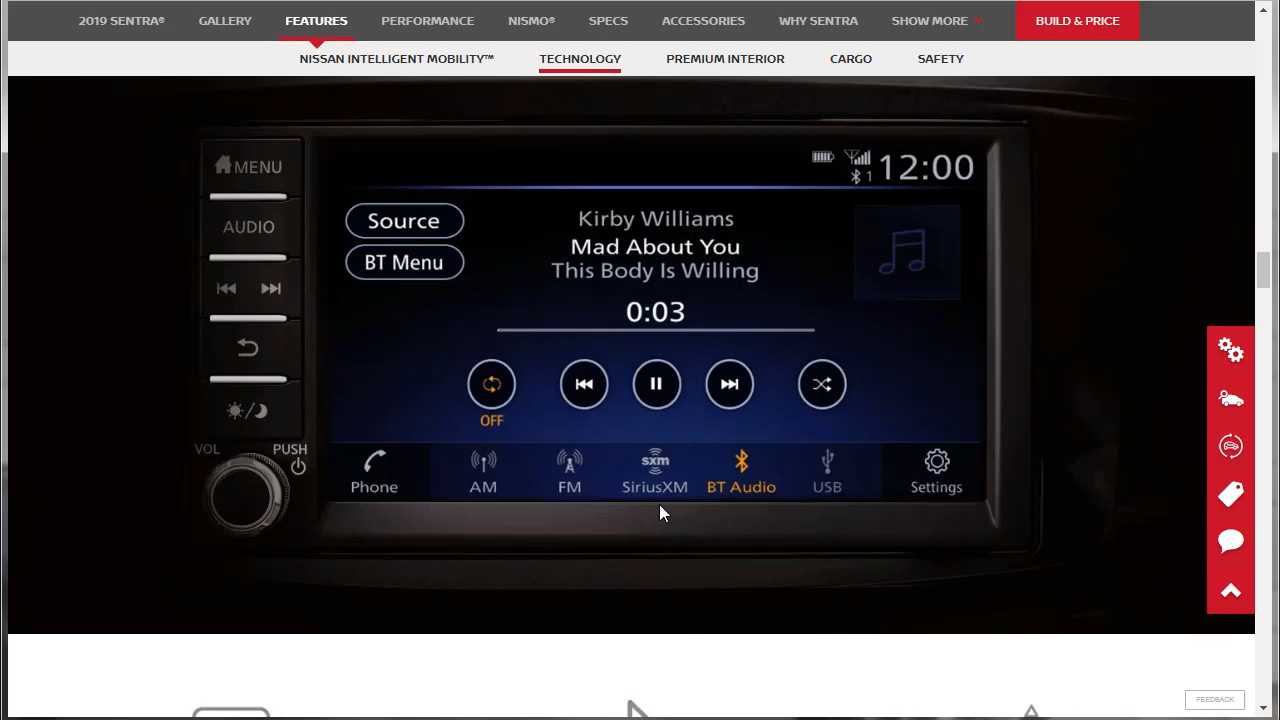 2019 SENTRA® GALLERY FEATURES PERFORMANCE NISMO® SPECS ACCESSORIES WHY SENTRA SHOW MORE BUILD & PRICE
NISSAN INTELLIGENT MOBILITY™ TECHNOLOGY PREMIUM INTERIOR CARGO SAFETY
MENU
AUDIO
VOL PUSH
1 12:00
Source
BT Menu
Kirby Williams
Mad About You
This Body Is Willing
0:03
OFF
sxm
Phone AM FM SiriusXM BT Audio USB Settings
FEEDBACK